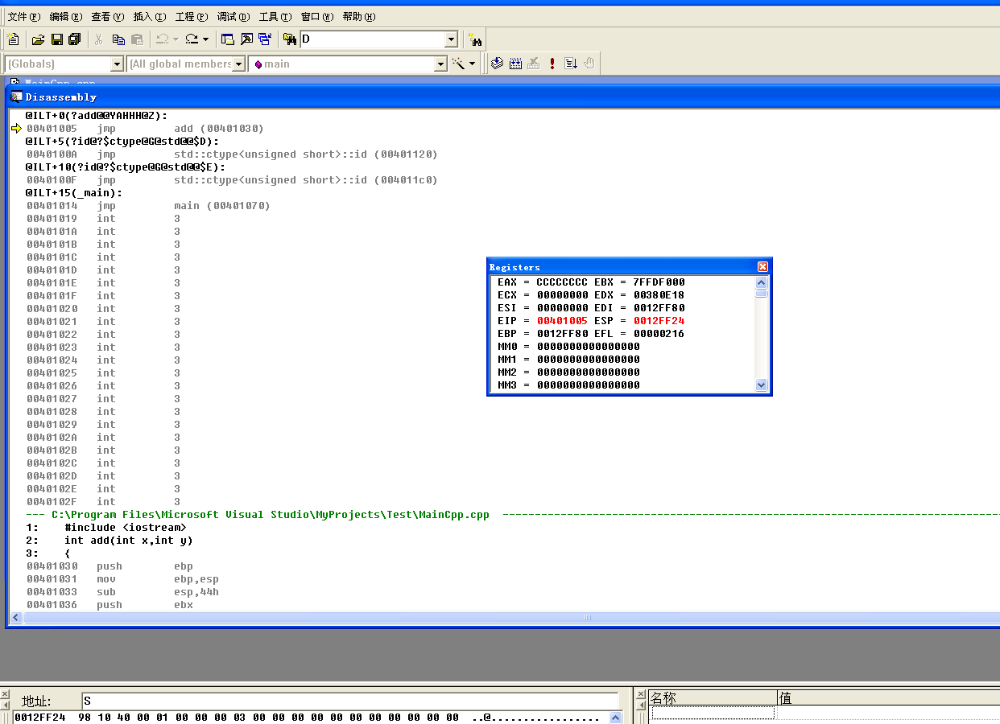 文件(F) 编辑(E) 查看(V) 插入(I) 工程(P) 调试(D) 工具(T) 窗口(W) 帮助(H)
D
[Globals] [All global members main
MainCpp.cpp
Disassembly
@ILT+0(?add@@YAHHH@Z):
00401005 jmp add (00401030)
@ILT+5(?id@?$ctype@G@std@@$D):
0040100A jmp std::ctype<unsigned short>::id (00401120)
@ILT+10(?id@?$ctype@G@std@@$E):
0040100F jmp std::ctype<unsigned short>::id (004011c0)
@ILT+15(_main):
00401014 jmp main (00401070)
00401019 int 3
0040101A int 3
0040101B int 3
0040101C int 3
0040101D int 3
0040101E int 3
0040101F int 3
00401020 int 3
00401021 int 3
00401022 int 3
00401023 int 3
00401024 int 3
00401025 int 3
00401026 int 3
00401027 int 3
00401028 int 3
00401029 int 3
0040102A int 3
0040102B int 3
0040102C int 3
0040102D int 3
0040102E int 3
0040102F int 3
--- C:\Program Files\Microsoft Visual Studio\MyProjects\Test\MainCpp.cpp
1: #include <iostream>
2: int add(int x,int y)
3: {
00401030 push ebp
00401031 mov ebp,esp
00401033 sub esp,44h
00401036 push ebx
Registers
EAX = CCCCCCCC EBX = 7FFDF000
ECX = 00000000 EDX = 00380E18
ESI = 00000000 EDI = 0012FF80
EIP = 00401005 ESP = 0012FF24
EBP = 0012FF80 EFL = 00000216
MM0 = 0000000000000000
MM1 = 0000000000000000
MM2 = 0000000000000000
MM3 = 0000000000000000
地址: S
0012FF24 98 10 40 00 01 00 00 00 03 00 00 00 00 00 00 00 00 00 00 ..@................
名称 值